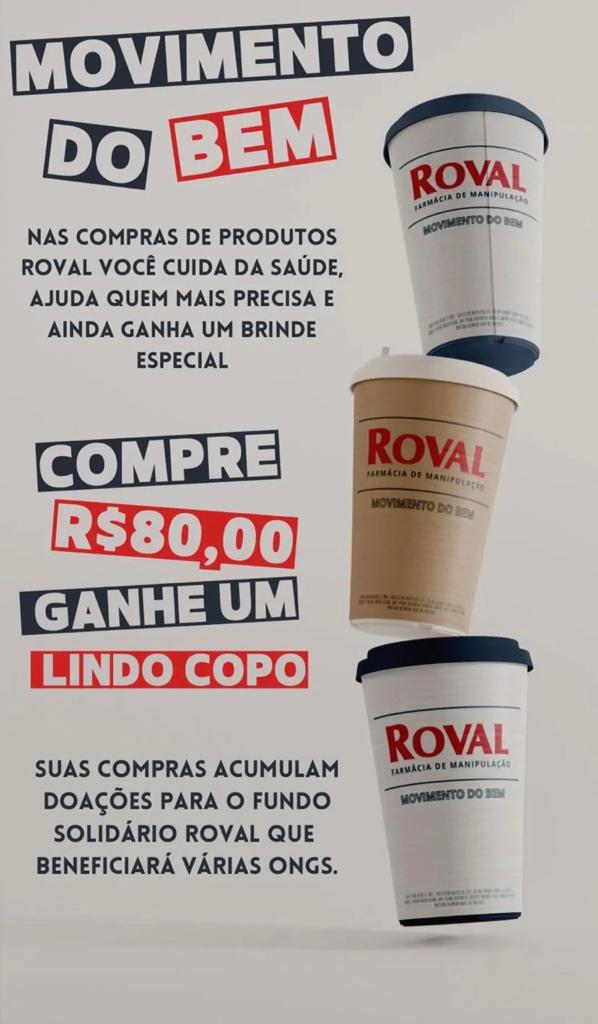 MOVIMENTO
DO BEM
NAS COMPRAS DE PRODUTOS
ROVAL VOCÊ CUIDA DA SAÚDE,
AJUDA QUEM MAIS PRECISA E
AINDA GANHA UM BRINDE
ESPECIAL
COMPRE
R$80,00
GANHE UM
LINDO COPO
SUAS COMPRAS ACUMULAM
DOAÇÕES PARA O FUNDO
SOLIDÁRIO ROVAL QUE
BENEFICIARÁ VÁRIAS ONGS.
ROVAL
FARMÁCIA DE MANIPULAÇÃO
MOVIMENTO DO BEM
ROVAL
FARMÁCIA DE MANIPULAÇÃO
MOVIMENTO DO BEM
ROVAL
FARMÁCIA DE MANIPULAÇÃO
MOVIMENTO DO BEM